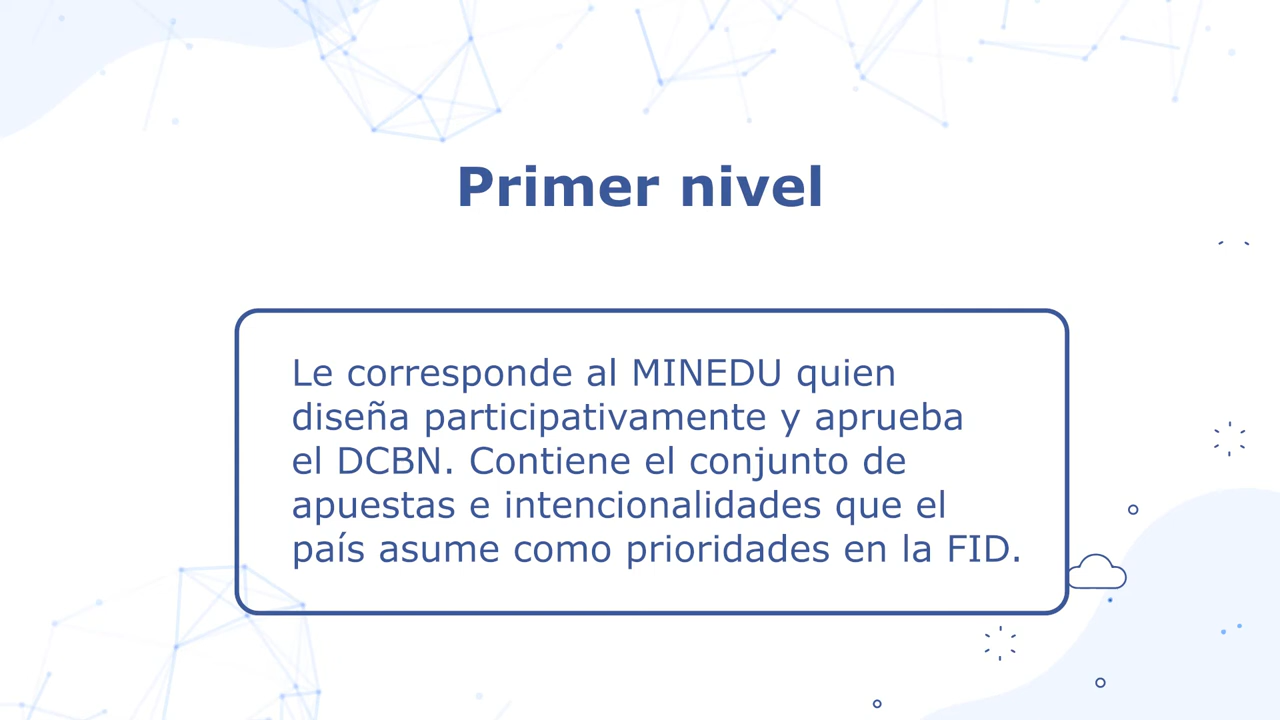 Primer nivel
Le corresponde al MINEDU quien
diseña participativamente y aprueba
el DCBN. Contiene el conjunto de
apuestas e intencionalidades que el
país asume como prioridades en la FID.